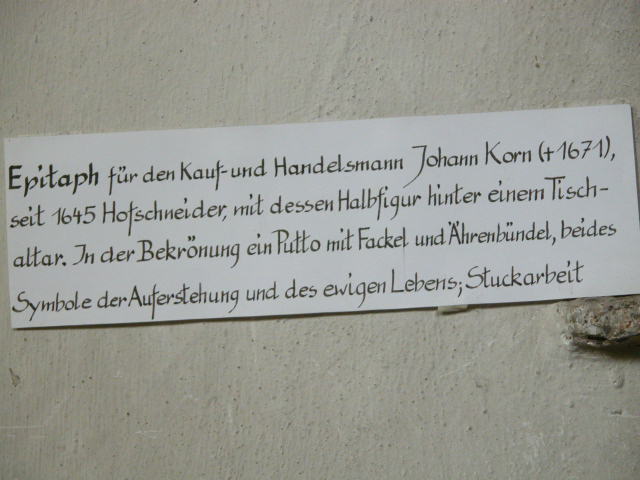 Epitaph für den Kauf- und Handelsmann Johann Korn (†1671),
seit 1645 Hofschneider, mit dessen Halbfigur hinter einem Tisch-
altar. In der Bekrönung ein Putto mit Fackel und Ährenbündel, beides
Symbole der Auferstehung und des ewigen Lebens; Stuckarbeit